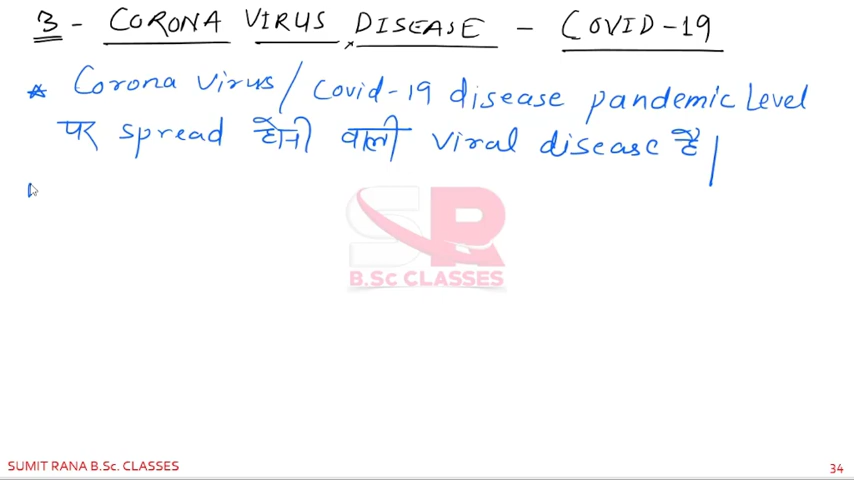 3 - CORONA VIRUS DISEASE - COVID-19
* Corona virus/ Covid-19 disease pandemic Level
पर spread होनी वाली viral disease है|
SR
B.Sc CLASSES
SUMIT RANA B.Sc. CLASSES
34